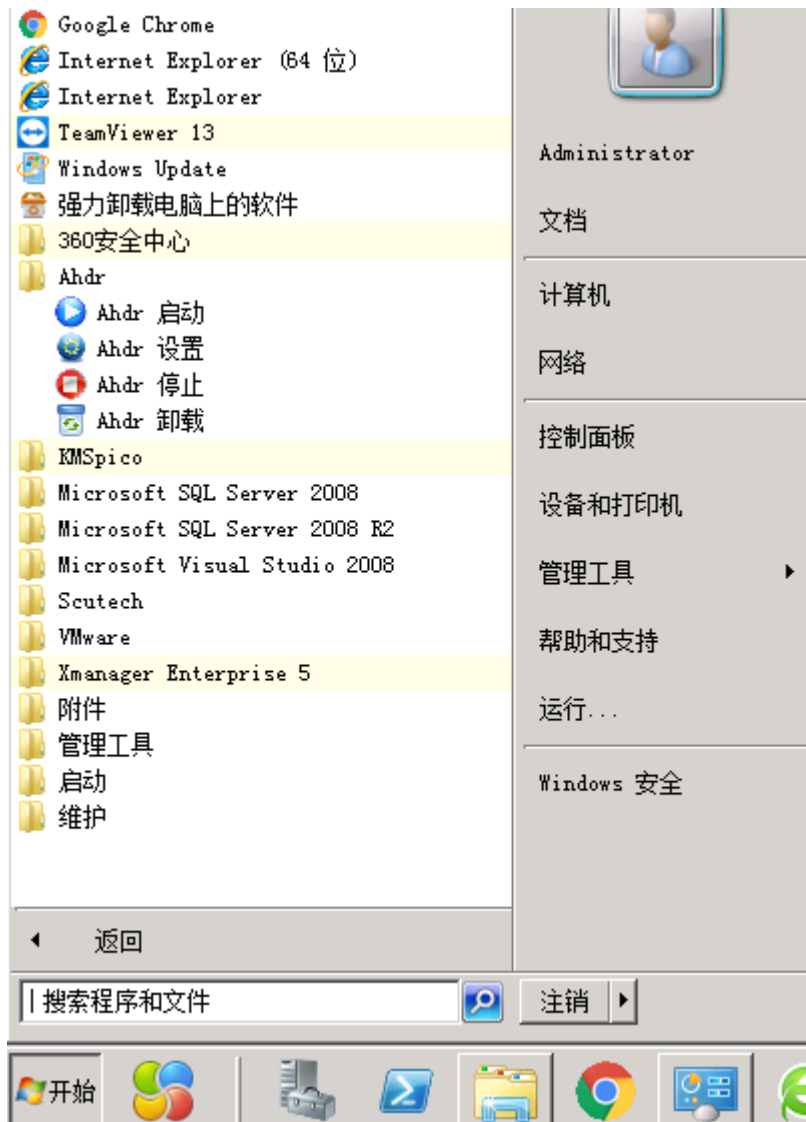 Google Chrome
Internet Explorer (64 位)
Internet Explorer
TeamViewer 13
Windows Update
强力卸载电脑上的软件
360安全中心
Ahdr
Ahdr 启动
Ahdr 设置
Ahdr 停止
Ahdr 卸载
KMSpico
Microsoft SQL Server 2008
Microsoft SQL Server 2008 R2
Microsoft Visual Studio 2008
Scutech
VMware
Xmanager Enterprise 5
附件
管理工具
启动
维护
返回
搜索程序和文件
Administrator
文档
计算机
网络
控制面板
设备和打印机
管理工具
帮助和支持
运行...
Windows 安全
注销
开始